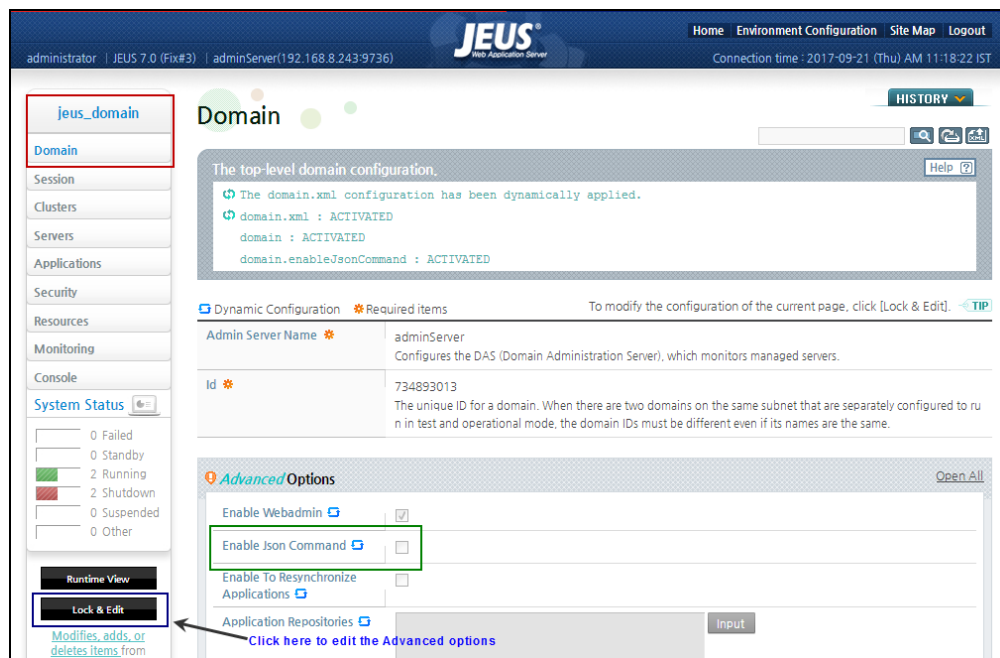 JEUS®
Web Application Server
Home Environment Configuration Site Map Logout
administrator | JEUS 7.0 (Fix#3) | adminServer(192.168.8.243:9736)
Connection time : 2017-09-21 (Thu) AM 11:18:22 IST
HISTORY
jeus_domain
Domain
Session
Clusters
Servers
Applications
Security
Resources
Monitoring
Console
System Status
0 Failed
0 Standby
2 Running
2 Shutdown
0 Suspended
0 Other
Runtime View
Lock & Edit
Modifies, adds, or
deletes items from
Domain
XML
The top-level domain configuration.
Help ?
The domain.xml configuration has been dynamically applied.
domain.xml : ACTIVATED
domain : ACTIVATED
domain.enableJsonCommand : ACTIVATED
Dynamic Configuration Required items
To modify the configuration of the current page, click [Lock & Edit]. TIP
Admin Server Name
adminServer
Configures the DAS (Domain Administration Server), which monitors managed servers.
Id
734893013
The unique ID for a domain. When there are two domains on the same subnet that are separately configured to ru
n in test and operational mode, the domain IDs must be different even if its names are the same.
Advanced Options
Open All
Enable Webadmin
Enable Json Command
Enable To Resynchronize
Applications
Application Repositories
Input
Click here to edit the Advanced options